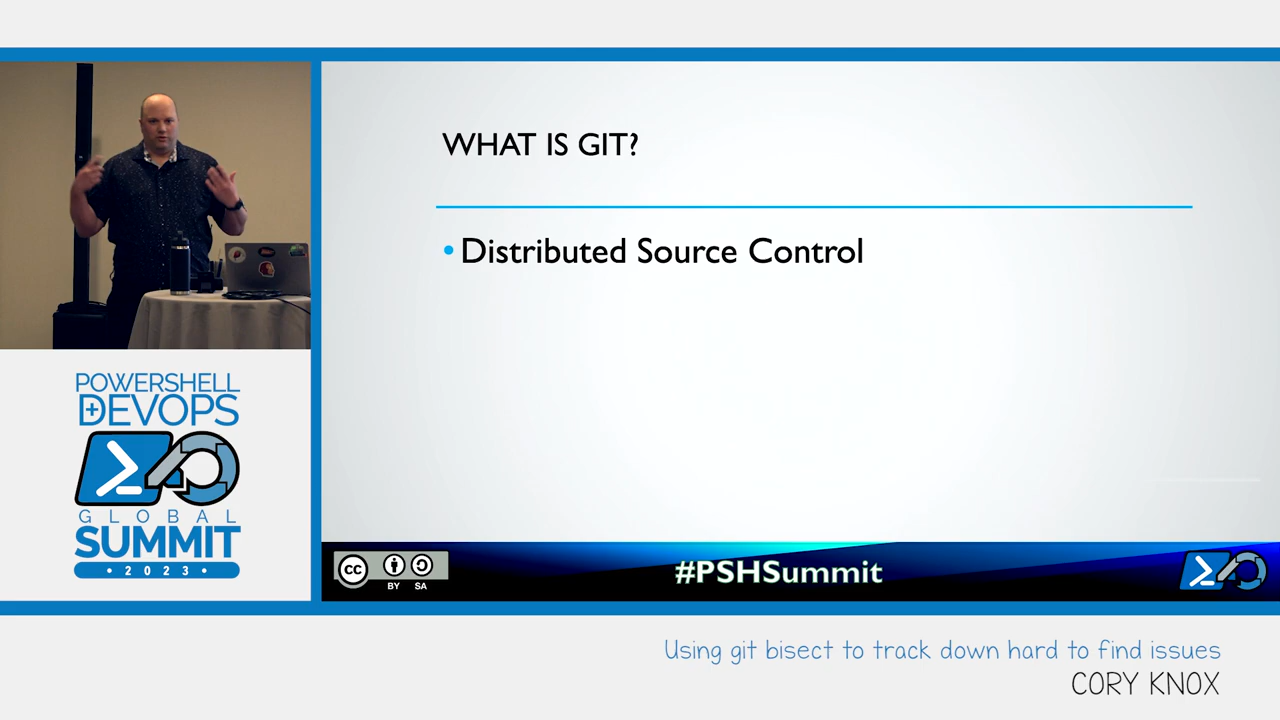 WHAT IS GIT?
• Distributed Source Control
POWERSHELL
+DEVOPS
GLOBAL
SUMMIT
• 2023 •
cc
BY SA
#PSHSummit
Using git bisect to track down hard to find issues
CORY KNOX